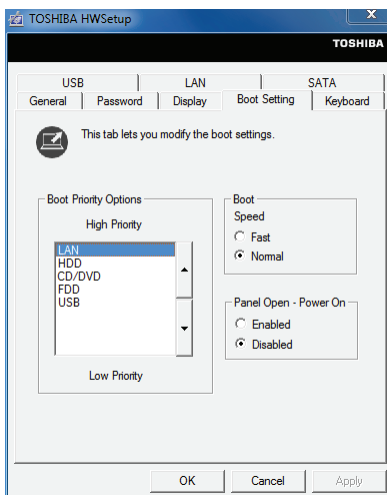 TOSHIBA HWSetup
x
TOSHIBA
USB LAN SATA
General Password Display Boot Setting Keyboard
This tab lets you modify the boot settings.
Boot Priority Options
High Priority
LAN
HDD
CD/DVD
FDD
USB
Low Priority
Boot
Speed
Fast
Normal
Panel Open - Power On
Enabled
Disabled
OK Cancel Apply